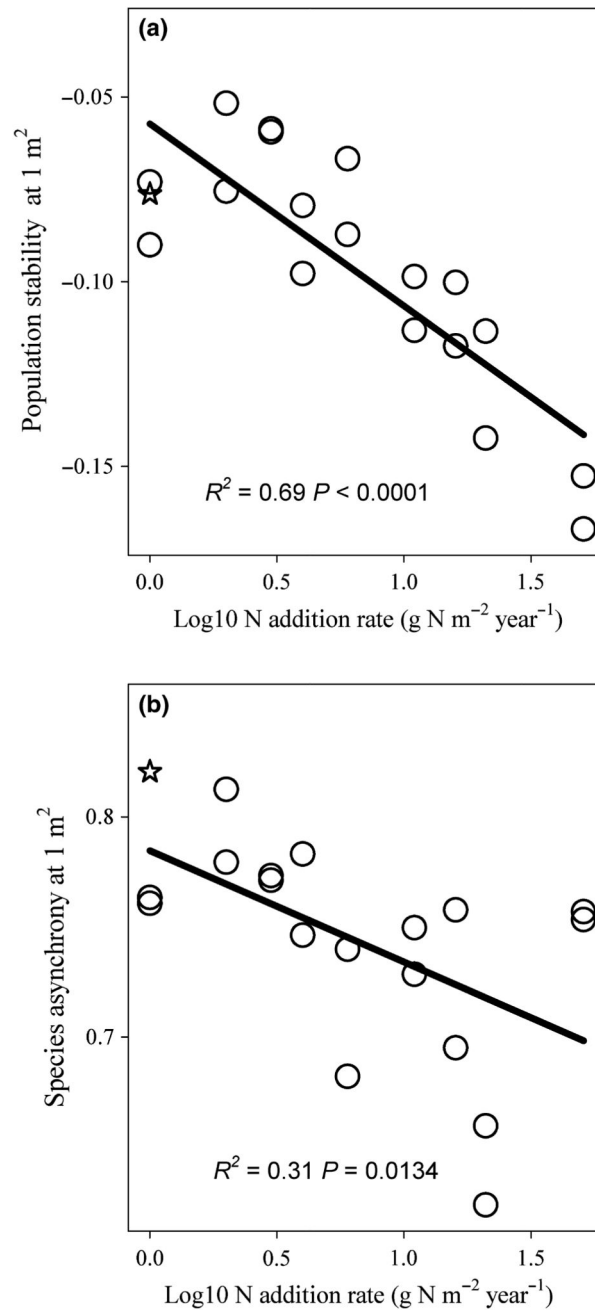 (a)
Population stability at 1 m²
−0.05
−0.10
−0.15
R² = 0.69 P < 0.0001
0.0 0.5 1.0 1.5
Log10 N addition rate (g N m⁻² year⁻¹)
(b)
Species asynchrony at 1 m²
0.8
0.7
R² = 0.31 P = 0.0134
0.0 0.5 1.0 1.5
Log10 N addition rate (g N m⁻² year⁻¹)